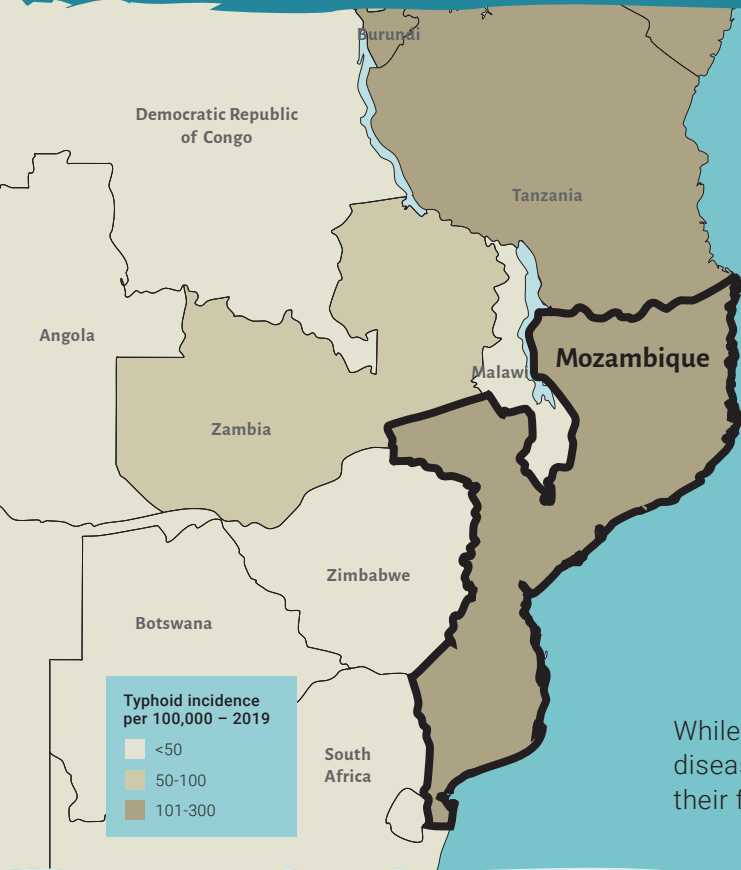 Burundi
Democratic Republic
of Congo
Tanzania
Angola
Mozambique
Malawi
Zambia
Zimbabwe
Botswana
Typhoid incidence
per 100,000 – 2019
<50
50-100
101-300
South
Africa
While
diseas
their f